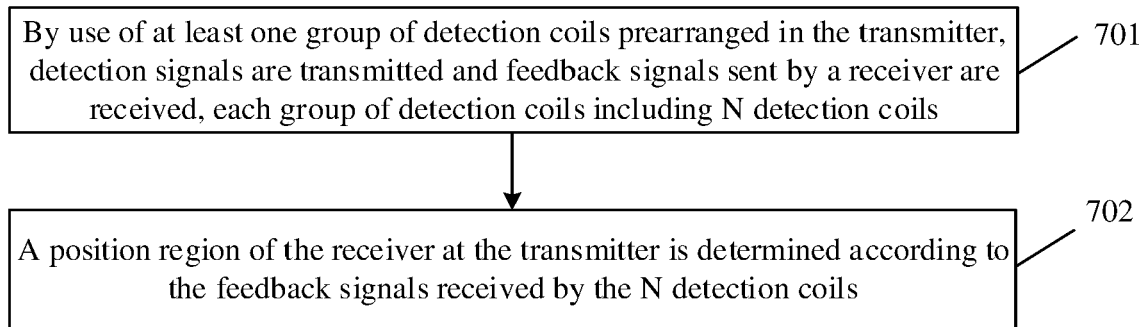 By use of at least one group of detection coils prearranged in the transmitter,
detection signals are transmitted and feedback signals sent by a receiver are
received, each group of detection coils including N detection coils
701
A position region of the receiver at the transmitter is determined according to
the feedback signals received by the N detection coils
702